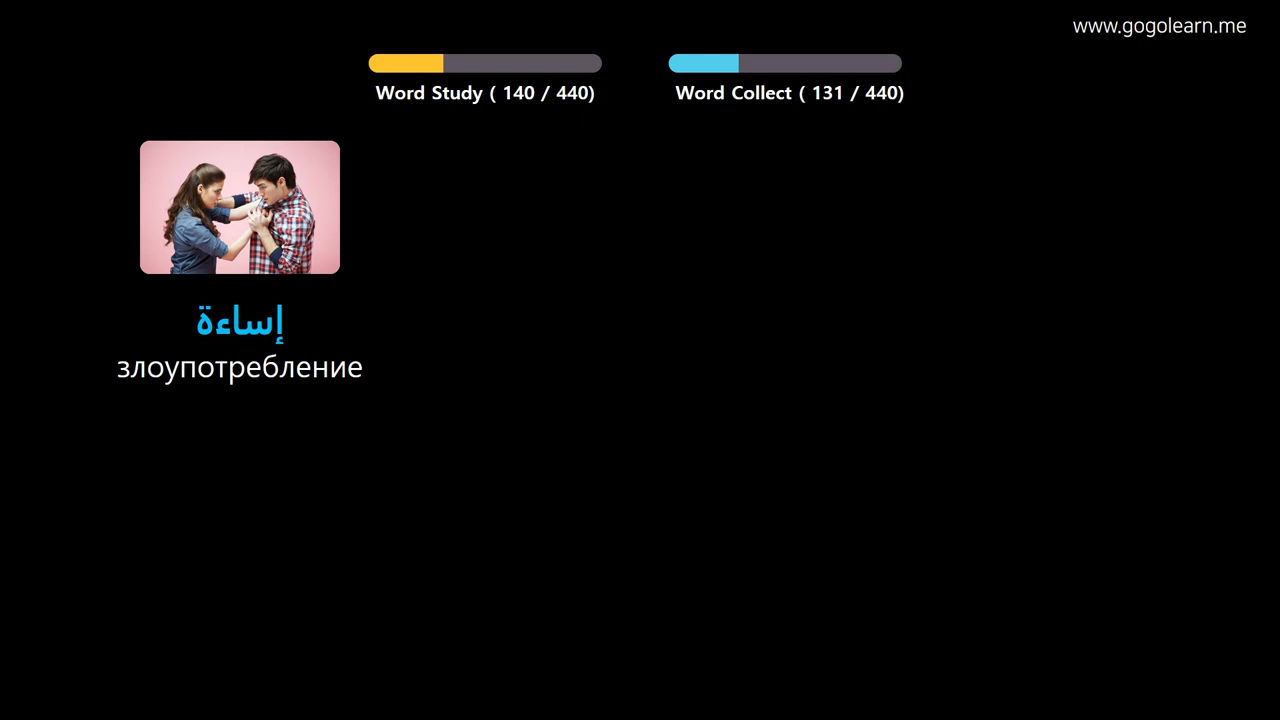 www.gogolearn.me
Word Study ( 140 / 440)
Word Collect ( 131 / 440)
إساءة
злоупотребление